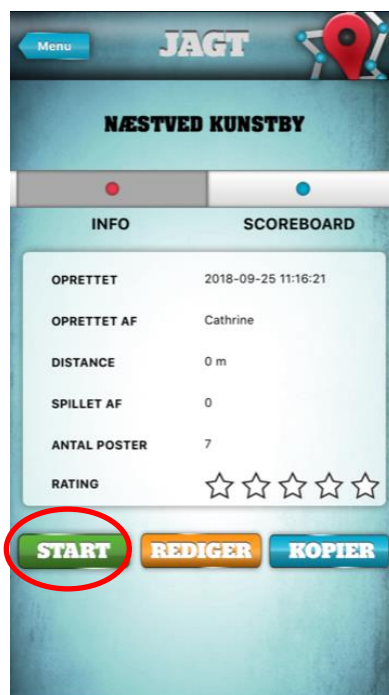 Menu
JAGT
NÆSTVED KUNSTBY
INFO SCOREBOARD
OPRETTET 2018-09-25 11:16:21
OPRETTET AF Cathrine
DISTANCE 0 m
SPILLET AF 0
ANTAL POSTER 7
RATING
START REDIGER KOPIER